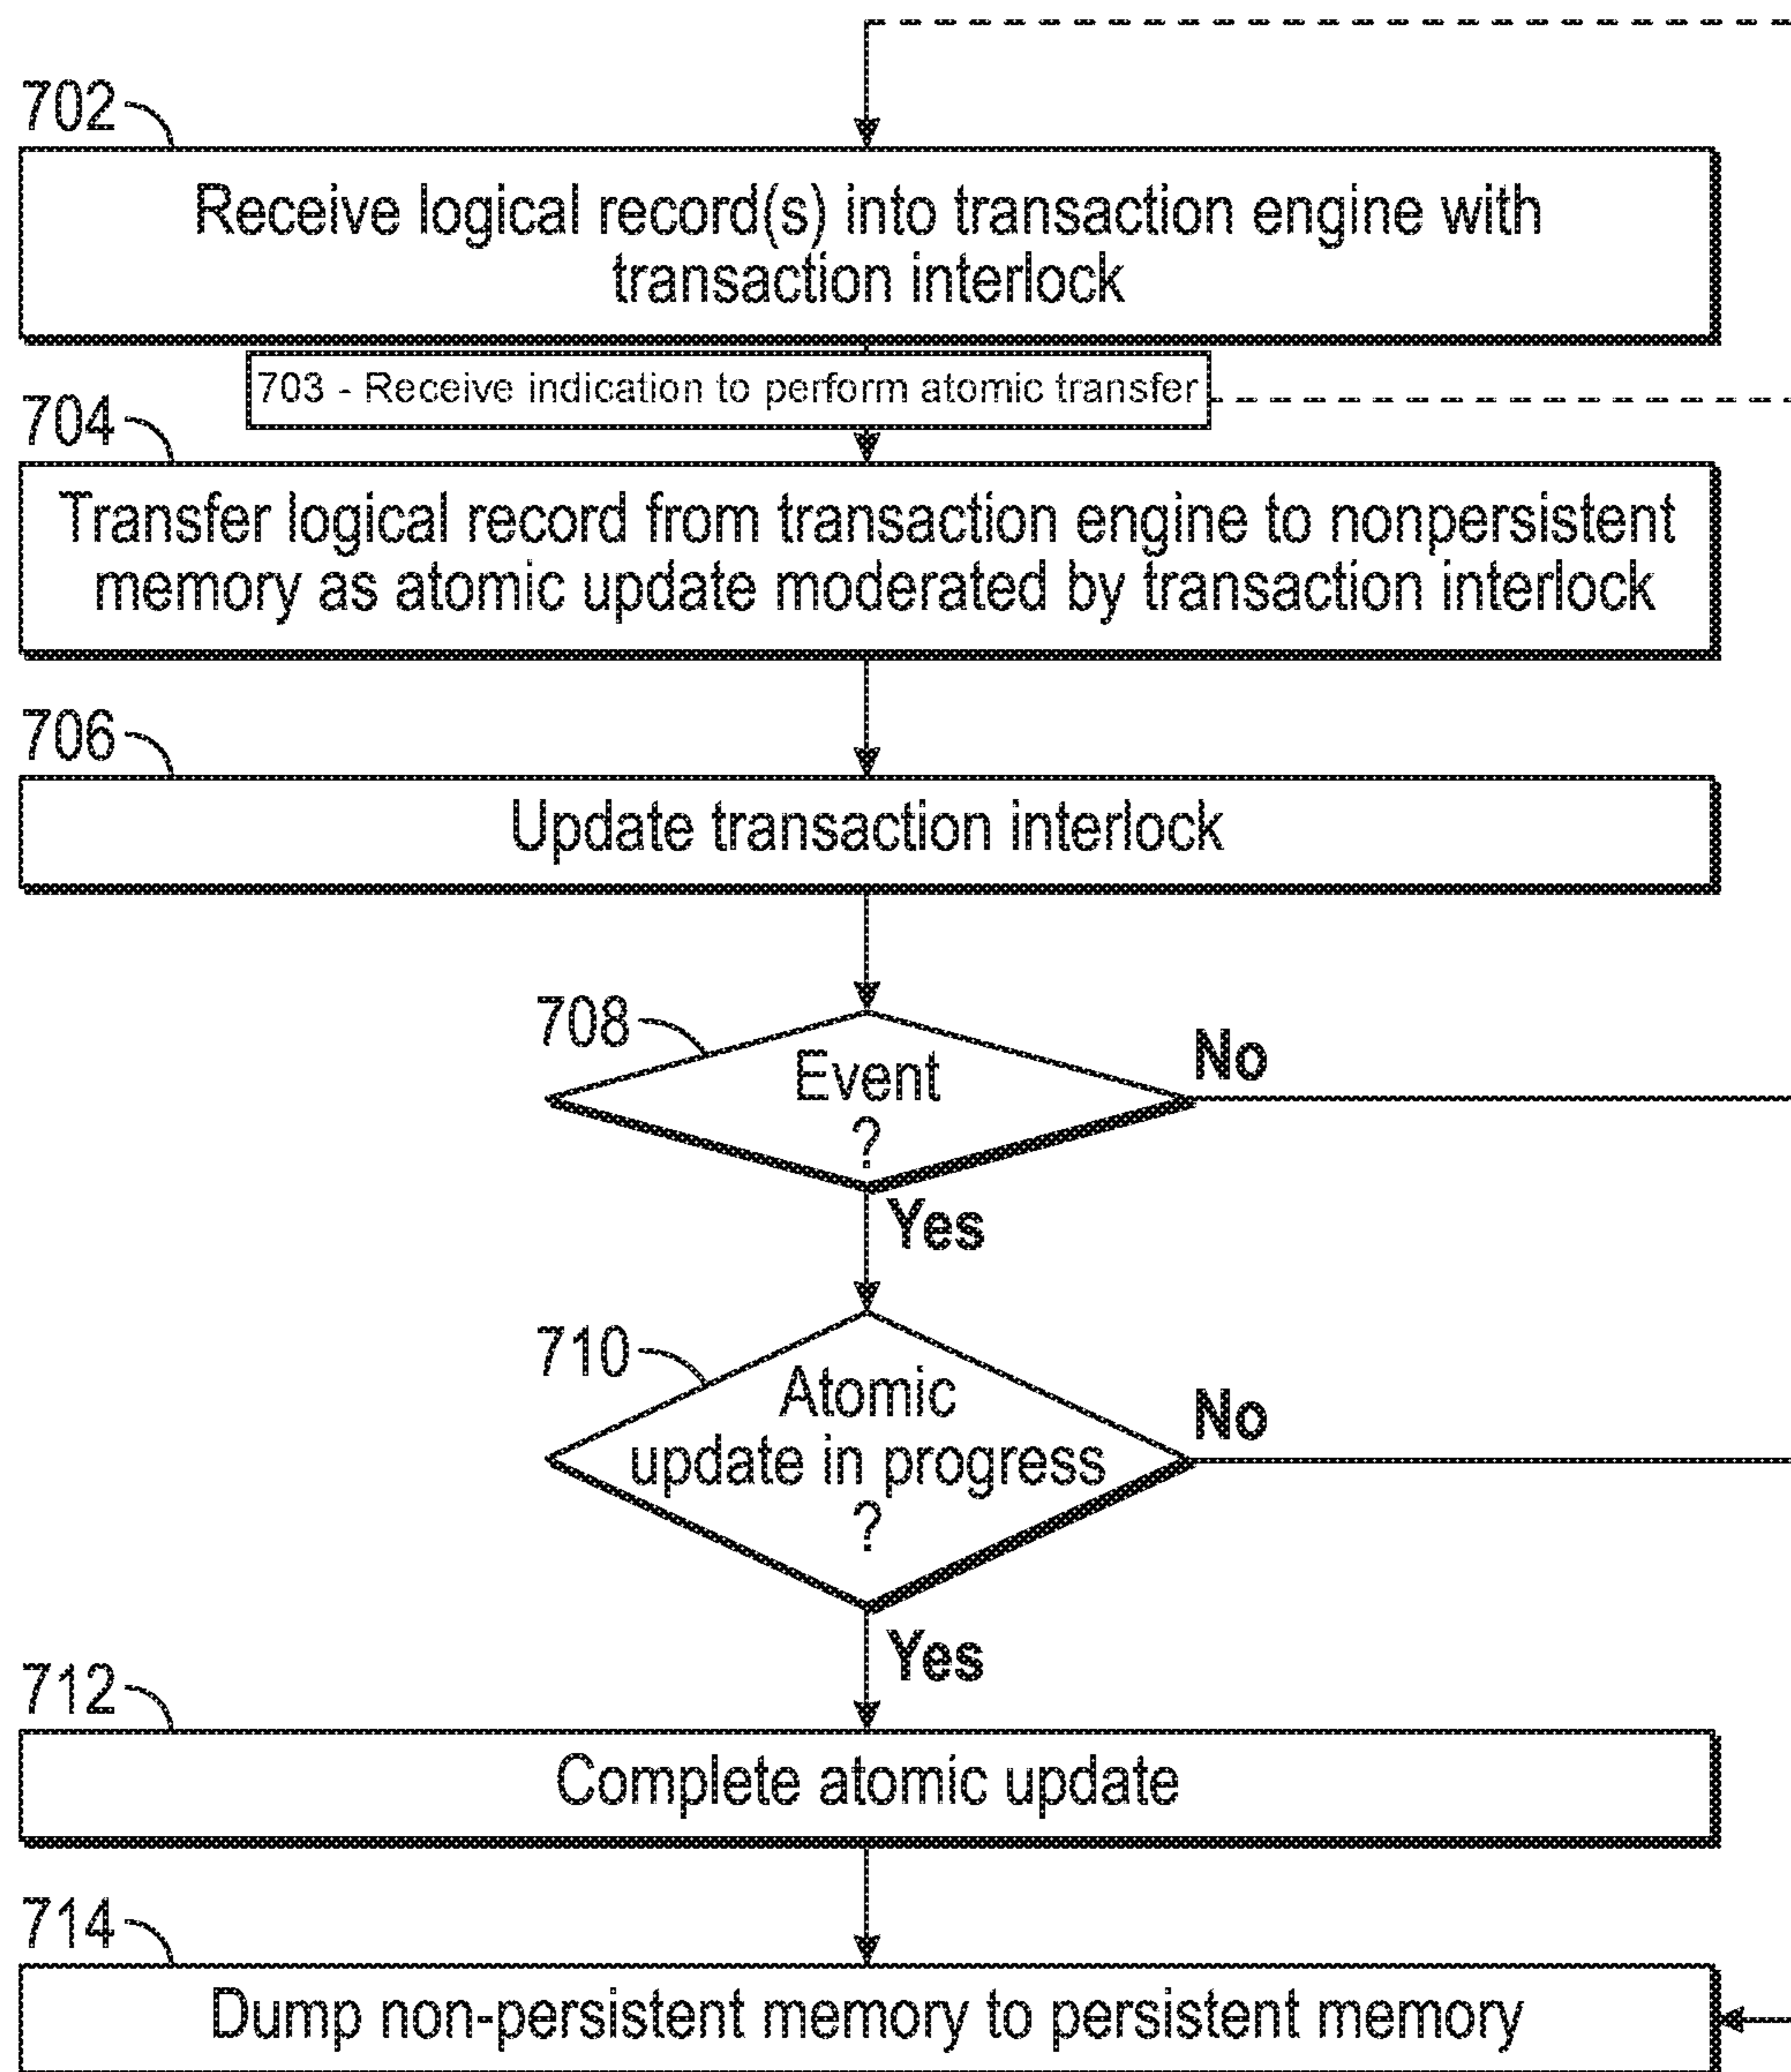 702
Receive logical record(s) into transaction engine with
transaction interlock
703 - Receive indication to perform atomic transfer
704
Transfer logical record from transaction engine to nonpersistent
memory as atomic update moderated by transaction interlock
706
Update transaction interlock
708
Event
?
No
Yes
710
Atomic
update in progress
?
No
Yes
712
Complete atomic update
714
Dump non-persistent memory to persistent memory